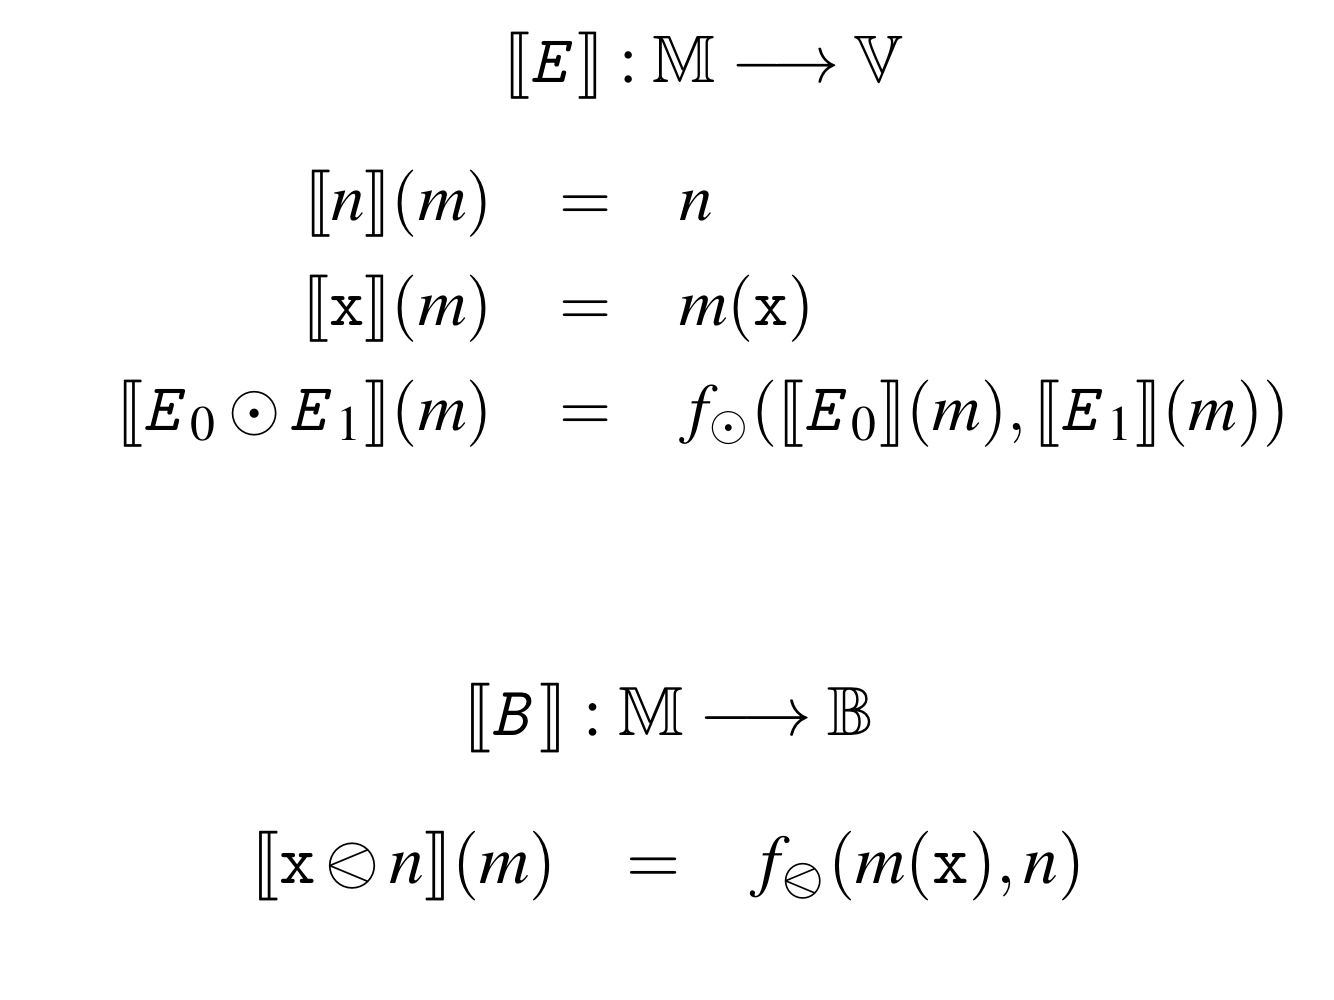 ⟦E⟧ : 𝕄 ⟶ 𝕍
⟦n⟧(m) = n
⟦x⟧(m) = m(x)
⟦E₀ ⊙ E₁⟧(m) = f⊙(⟦E₀⟧(m), ⟦E₁⟧(m))
⟦B⟧ : 𝕄 ⟶ 𝔹
⟦x ⧀ n⟧(m) = f⧀(m(x), n)